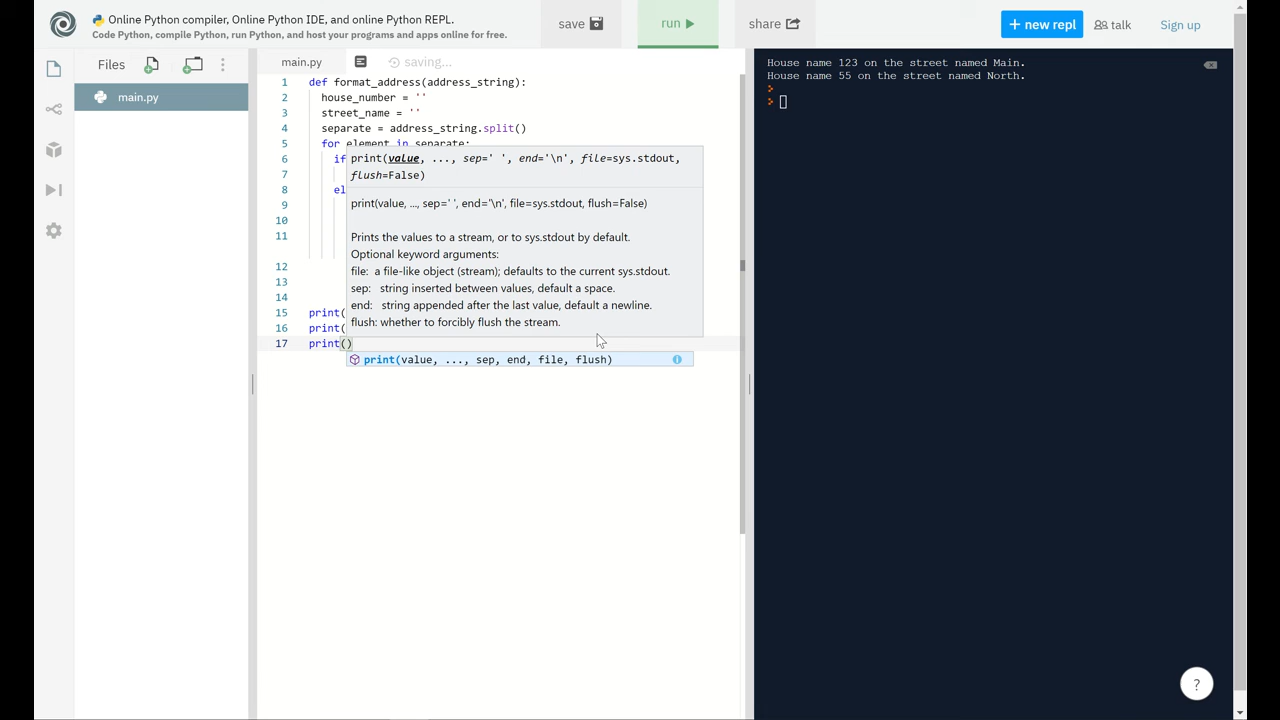 Online Python compiler, Online Python IDE, and online Python REPL.
Code Python, compile Python, run Python, and host your programs and apps online for free.
save
run
share
+ new repl
talk
Sign up
Files
main.py
main.py
saving...
1 def format_address(address_string):
2 house_number = ''
3 street_name = ''
4 separate = address_string.split()
5 for element in separate:
6 if
7
8 el
9
10
11
12
13
14
15 print(
16 print(
17 print()
print(value, ..., sep=' ', end='\n', file=sys.stdout,
flush=False)
print(value, ..., sep=' ', end='\n', file=sys.stdout, flush=False)
Prints the values to a stream, or to sys.stdout by default.
Optional keyword arguments:
file: a file-like object (stream); defaults to the current sys.stdout.
sep: string inserted between values, default a space.
end: string appended after the last value, default a newline.
flush: whether to forcibly flush the stream.
print(value, ..., sep, end, file, flush)
House name 123 on the street named Main.
House name 55 on the street named North.
?